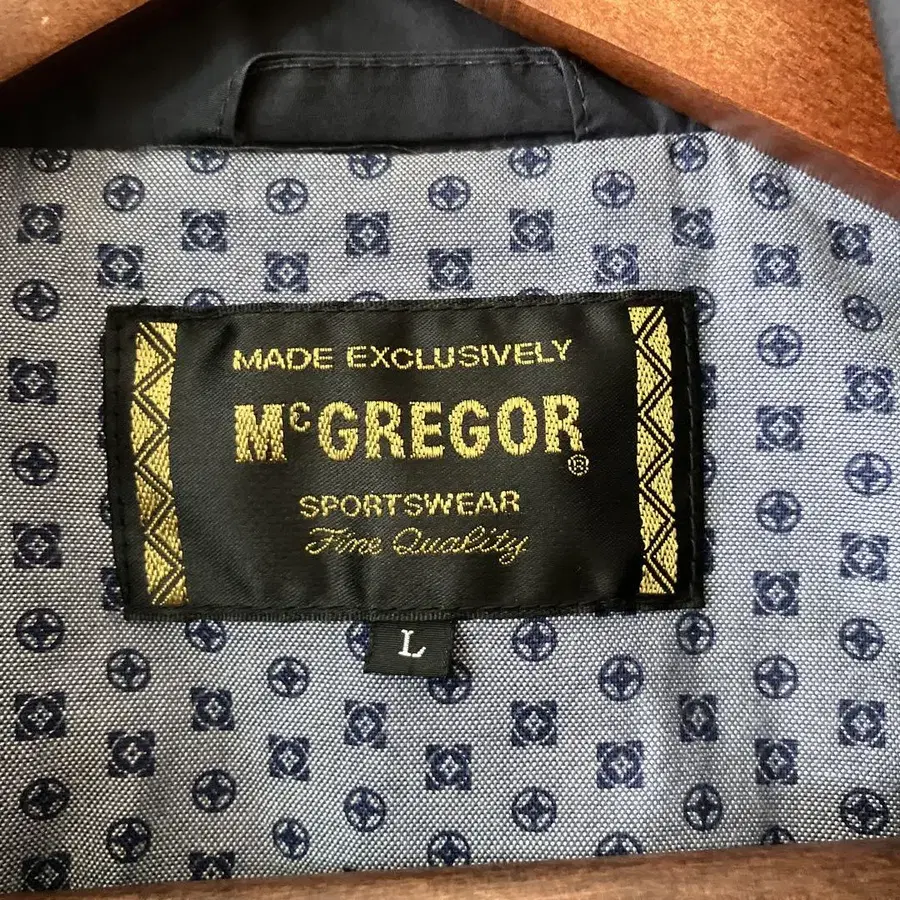 MADE EXCLUSIVELY
McGREGOR®
SPORTSWEAR
Fine Quality
L